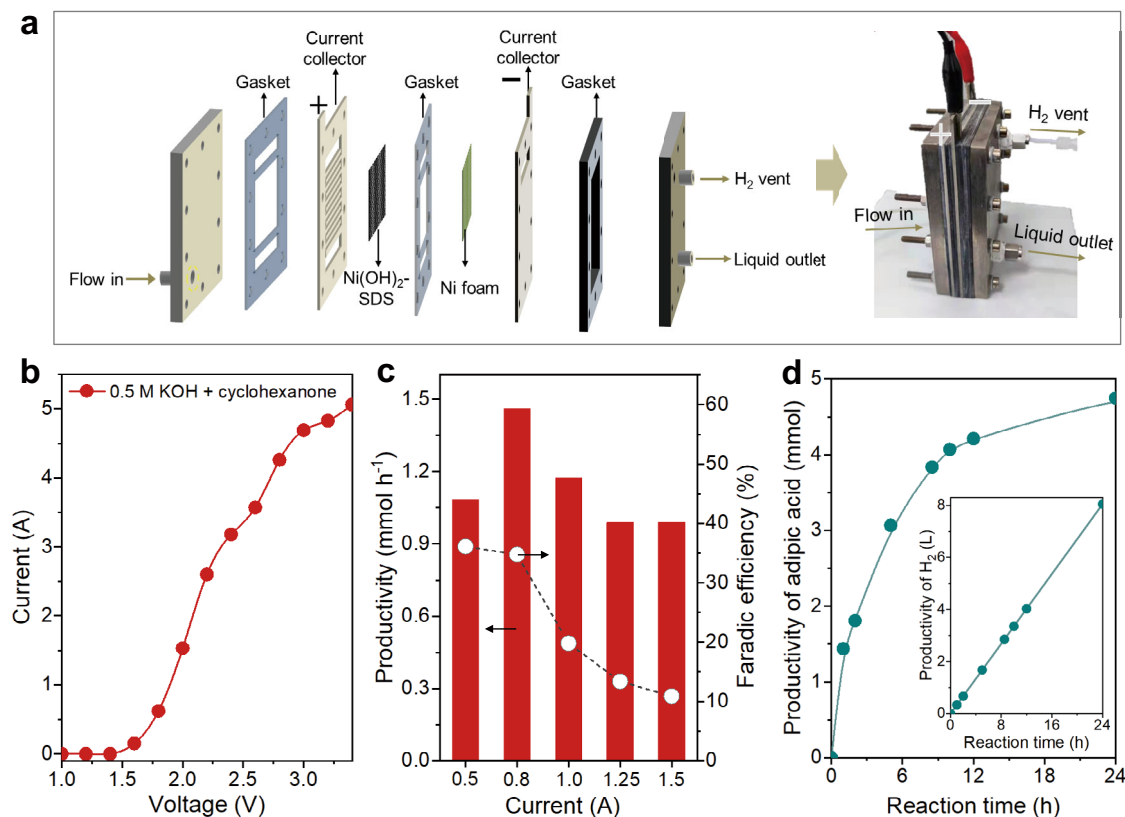 a
Current
collector
Gasket
+
Gasket
Current
collector
−
Gasket
H2 vent
Liquid outlet
Flow in
Ni(OH)2-
SDS
Ni foam
+
−
H2 vent
Flow in
Liquid outlet
b
0.5 M KOH + cyclohexanone
Current (A)
5
4
3
2
1
0
1.0
1.5
2.0
2.5
3.0
Voltage (V)
c
Productivity (mmol h-1)
1.5
1.2
0.9
0.6
0.3
0.0
60
50
40
30
20
10
0
Faradic efficiency (%)
0.5
0.8
1.0
1.25
1.5
Current (A)
d
Productivity of adipic acid (mmol)
5
4
3
2
1
0
0
6
12
18
24
Reaction time (h)
Productivity of H2 (L)
8
6
4
2
0
0
8
16
24
Reaction time (h)